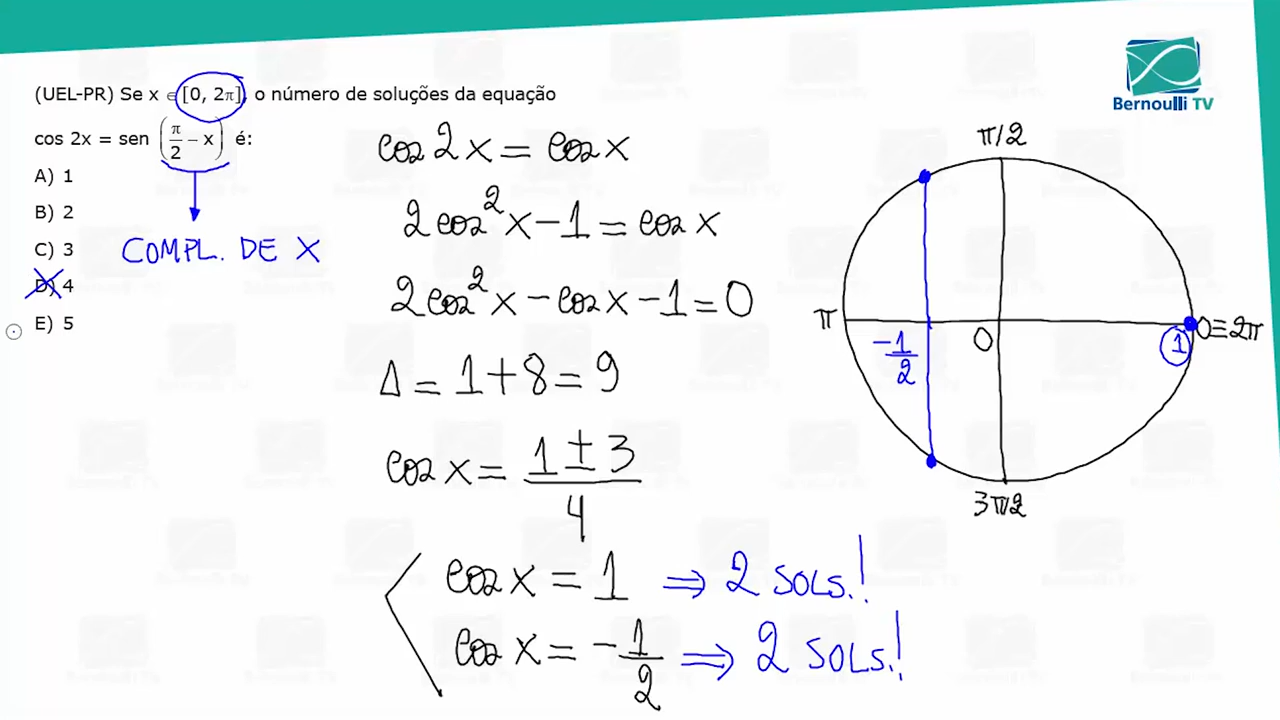 Bernoulli TV
(UEL-PR) Se x ∈ [0, 2π], o número de soluções da equação
cos 2x = sen (π/2 – x) é:
A) 1
B) 2
C) 3
D) 4
E) 5
COMPL. DE X
cos 2x = cos x
2cos²x – 1 = cos x
2cos²x – cos x – 1 = 0
Δ = 1 + 8 = 9
cos x = (1 ± 3)/4
cos x = 1 ⇒ 2 SOLS.!
cos x = –1/2 ⇒ 2 SOLS.!
π/2
π
0≡2π
–1/2
0
1
3π/2